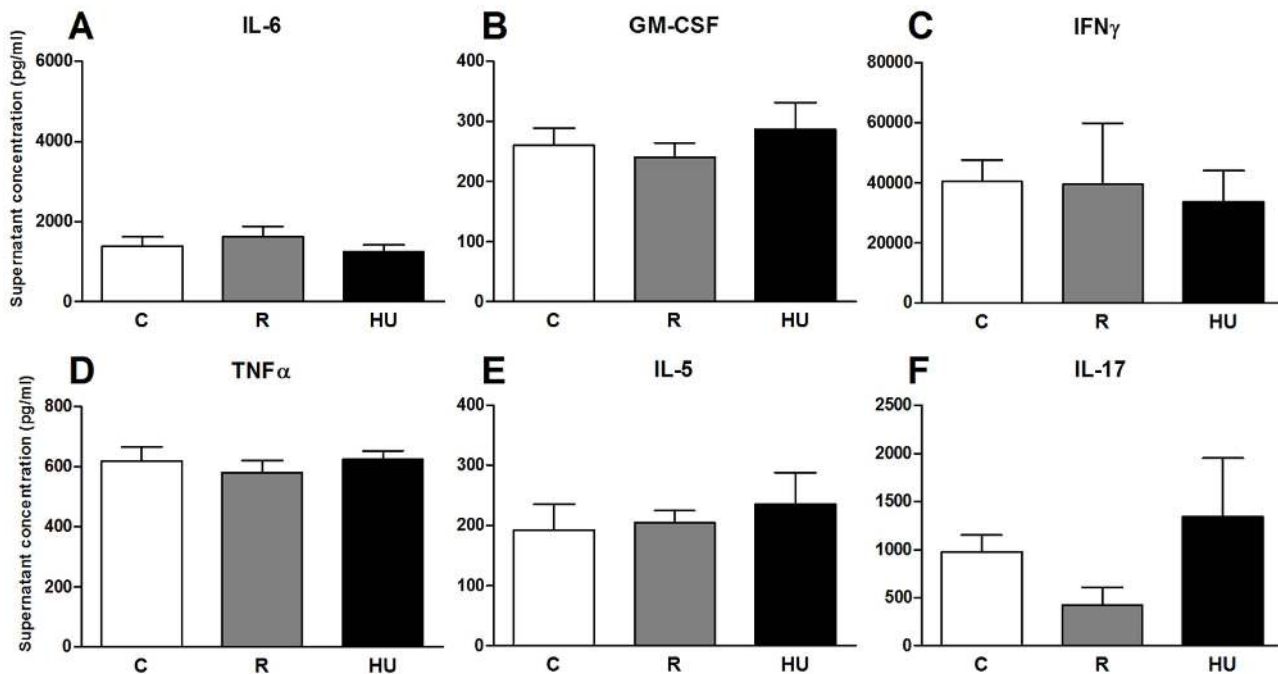 A IL-6
Supernatant concentration (pg/ml)
6000
4000
2000
0
C R HU
B GM-CSF
400
300
200
100
0
C R HU
C IFNγ
80000
60000
40000
20000
0
C R HU
D TNFα
Supernatant concentration (pg/ml)
800
600
400
200
0
C R HU
E IL-5
400
300
200
100
0
C R HU
F IL-17
2500
2000
1500
1000
500
0
C R HU